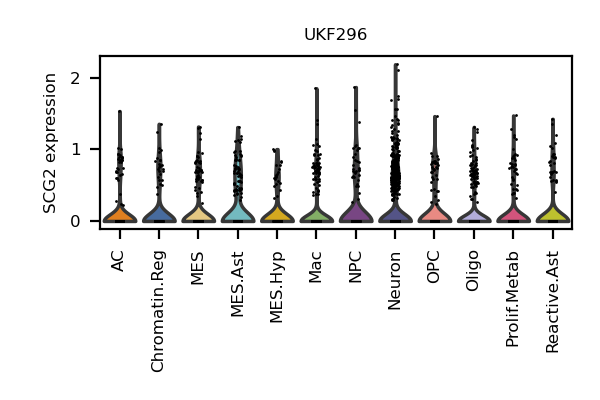 UKF296
SCG2 expression
2
1
0
AC
Chromatin.Reg
MES
MES.Ast
MES.Hyp
Mac
NPC
Neuron
OPC
Oligo
Prolif.Metab
Reactive.Ast